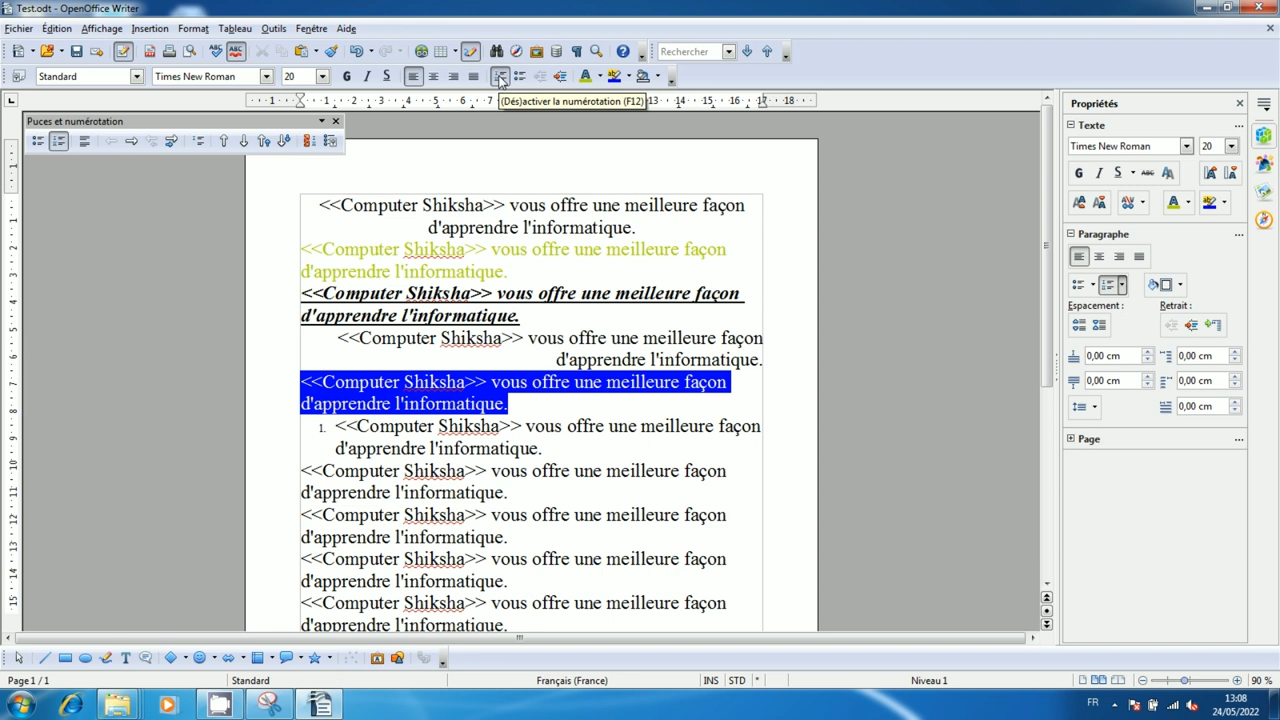 Test.odt - OpenOffice Writer
Fichier Édition Affichage Insertion Format Tableau Outils Fenêtre Aide
Rechercher
Standard Times New Roman 20 G I S
(Dés)activer la numérotation (F12)
Puces et numérotation
<<Computer Shiksha>> vous offre une meilleure façon
d'apprendre l'informatique.
<<Computer Shiksha>> vous offre une meilleure façon
d'apprendre l'informatique.
<<Computer Shiksha>> vous offre une meilleure façon
d'apprendre l'informatique.
<<Computer Shiksha>> vous offre une meilleure façon
d'apprendre l'informatique.
<<Computer Shiksha>> vous offre une meilleure façon
d'apprendre l'informatique.
1. <<Computer Shiksha>> vous offre une meilleure façon
d'apprendre l'informatique.
<<Computer Shiksha>> vous offre une meilleure façon
d'apprendre l'informatique.
<<Computer Shiksha>> vous offre une meilleure façon
d'apprendre l'informatique.
<<Computer Shiksha>> vous offre une meilleure façon
d'apprendre l'informatique.
<<Computer Shiksha>> vous offre une meilleure façon
d'apprendre l'informatique.
Propriétés
Texte
Times New Roman 20
G I S ABC
Paragraphe
Espacement : Retrait :
0,00 cm 0,00 cm
0,00 cm 0,00 cm
0,00 cm
Page
Page 1 / 1 Standard Français (France) INS STD * Niveau 1 90 %
FR 13:08
24/05/2022